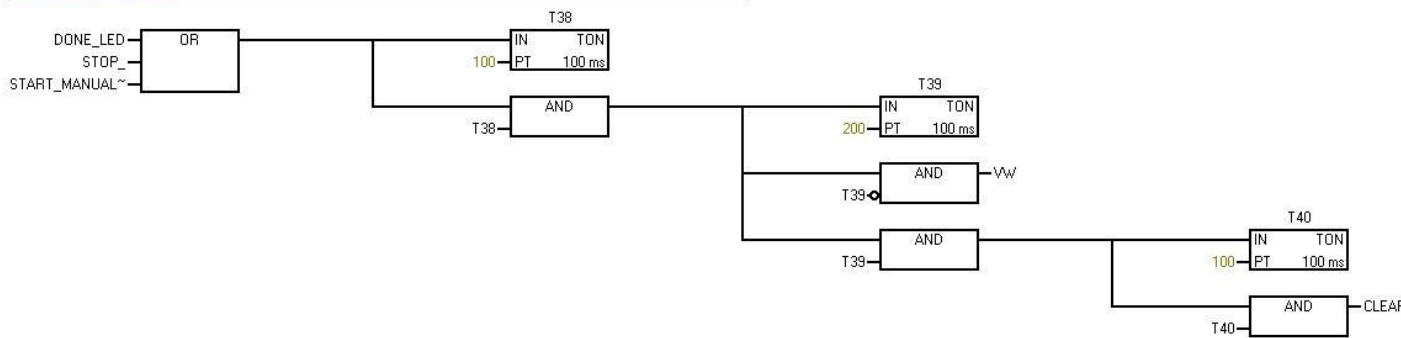 T38
DONE_LED OR IN TON
STOP_ 100 PT 100 ms
START_MANUAL~
T39
AND IN TON
T38 200 PT 100 ms
AND VW
T39
T40
AND IN TON
T39 100 PT 100 ms
AND CLEAR
T40